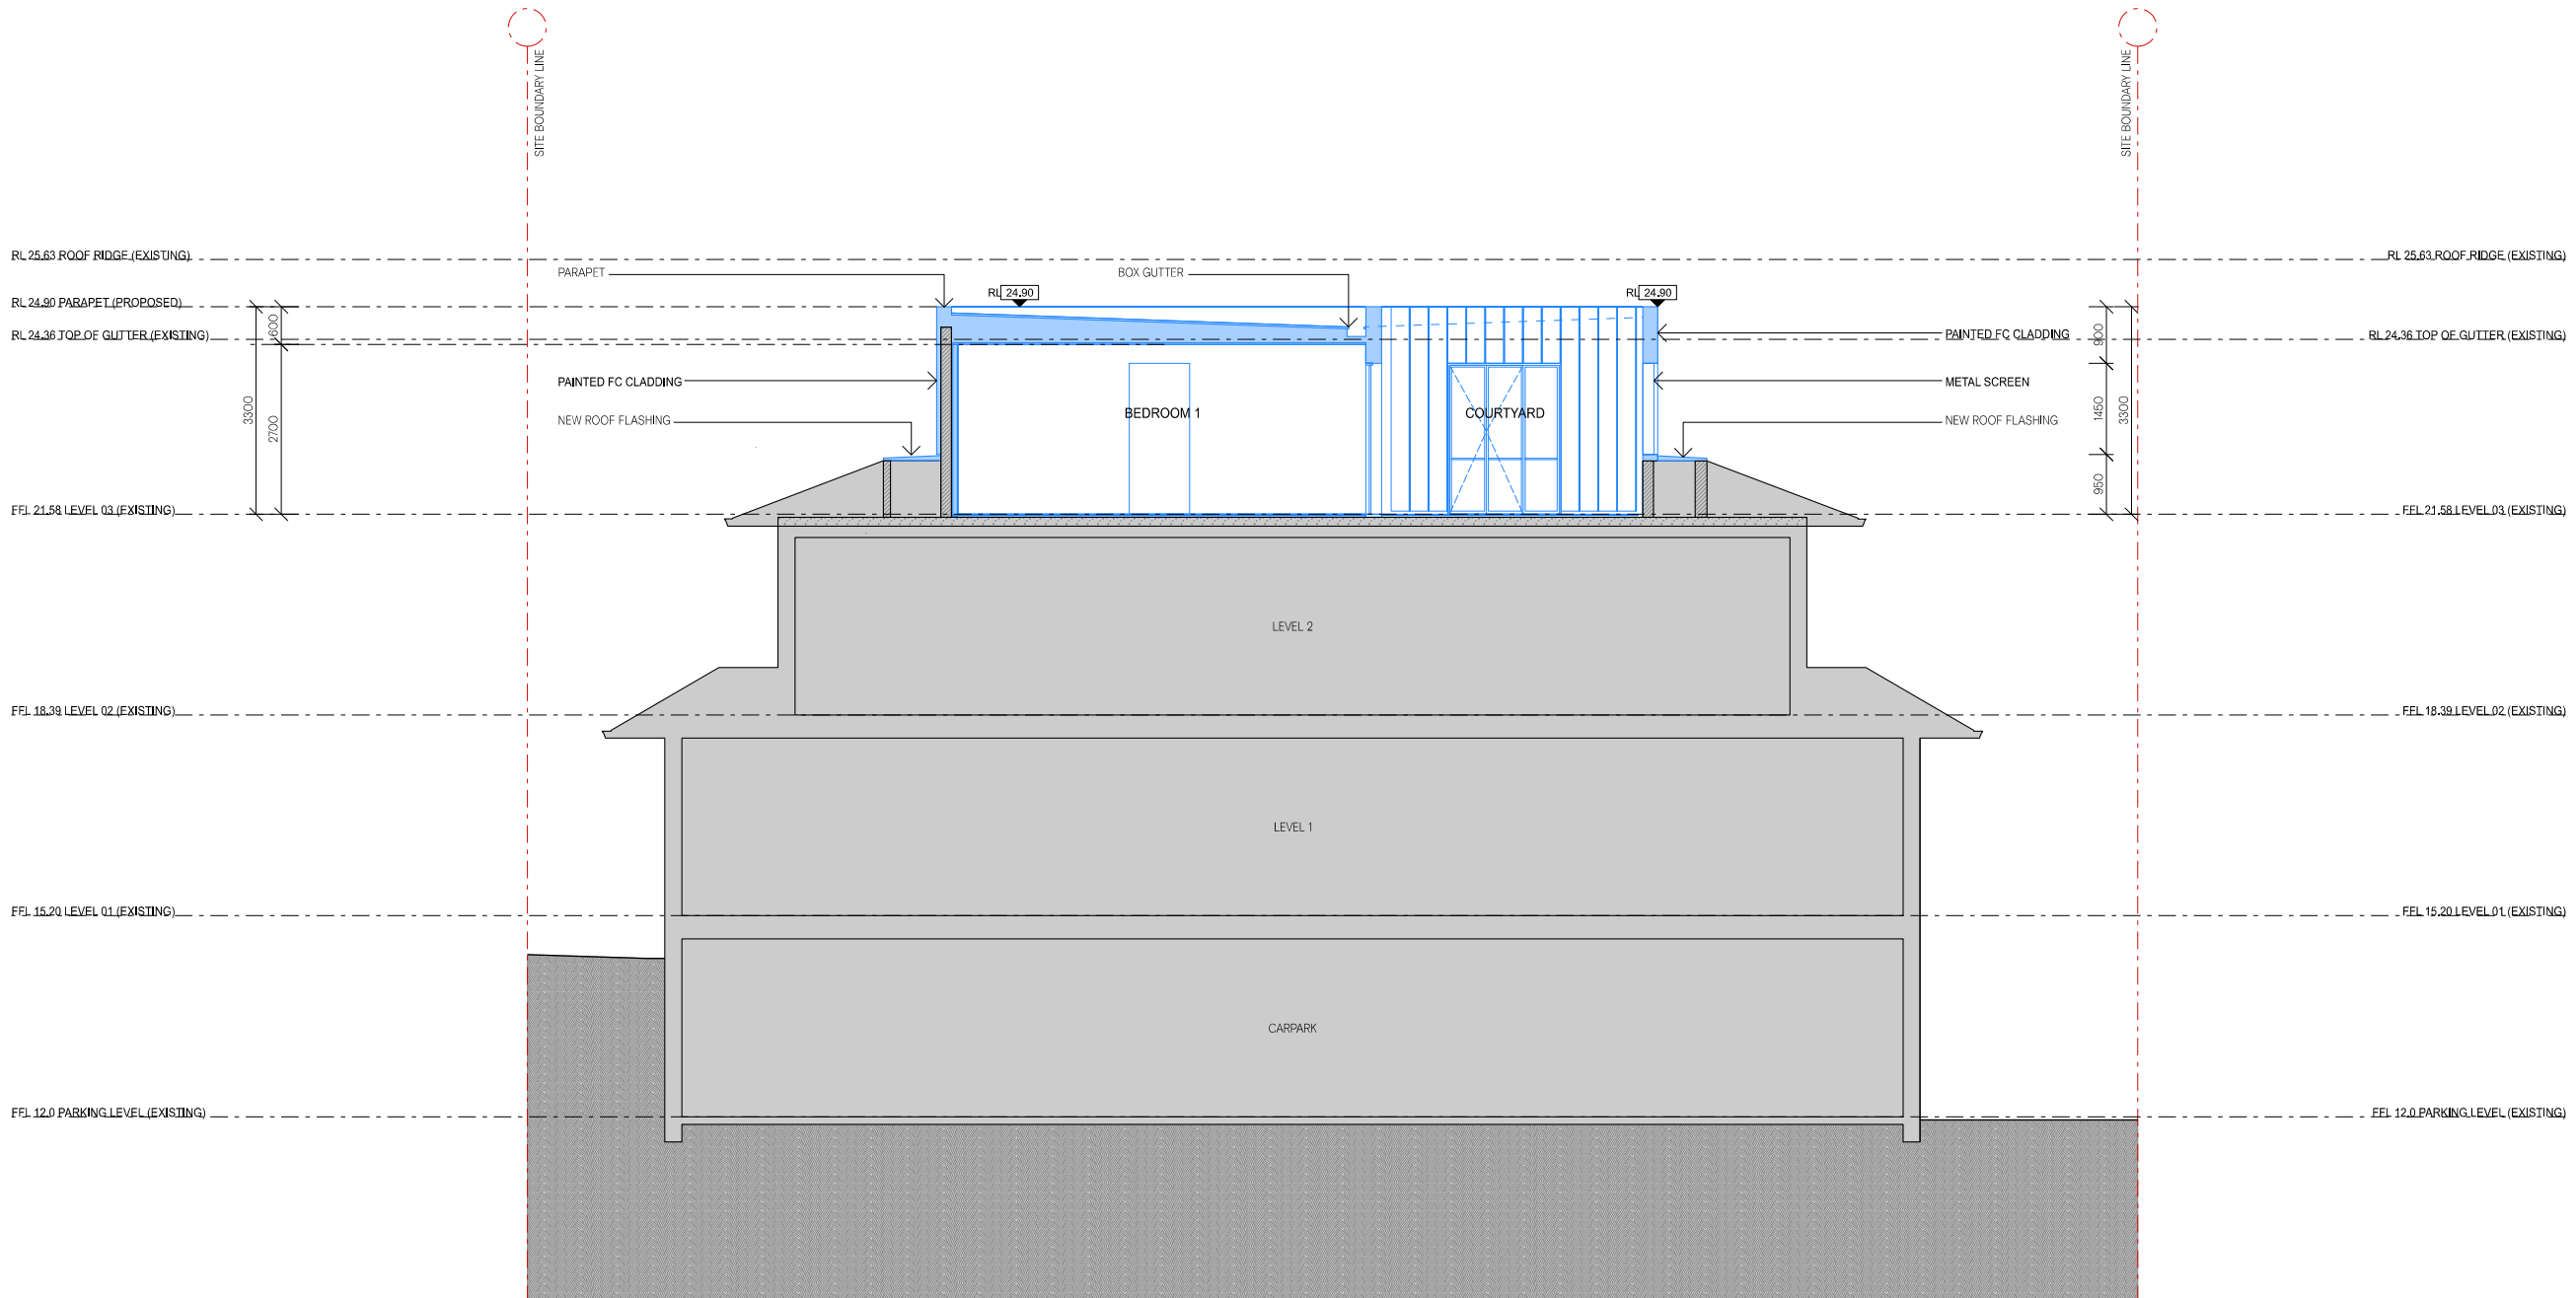 SITE BOUNDARY LINE
SITE BOUNDARY LINE
RL 25.63 ROOF RIDGE (EXISTING)
RL 25.63 ROOF RIDGE (EXISTING)
PARAPET
BOX GUTTER
RL 24.90
RL 24.90
RL 24.90 PARAPET (PROPOSED)
RL 24.36 TOP OF GUTTER (EXISTING)
600
3300
2700
PAINTED FC CLADDING
RL 24.36 TOP OF GUTTER (EXISTING)
900
1450
3300
950
PAINTED FC CLADDING
METAL SCREEN
BEDROOM 1
COURTYARD
NEW ROOF FLASHING
NEW ROOF FLASHING
FFL 21.58 LEVEL 03 (EXISTING)
FFL 21.58 LEVEL 03 (EXISTING)
LEVEL 2
FFL 18.39 LEVEL 02 (EXISTING)
FFL 18.39 LEVEL 02 (EXISTING)
LEVEL 1
FFL 15.20 LEVEL 01 (EXISTING)
FFL 15.20 LEVEL 01 (EXISTING)
CARPARK
FFL 12.0 PARKING LEVEL (EXISTING)
FFL 12.0 PARKING LEVEL (EXISTING)